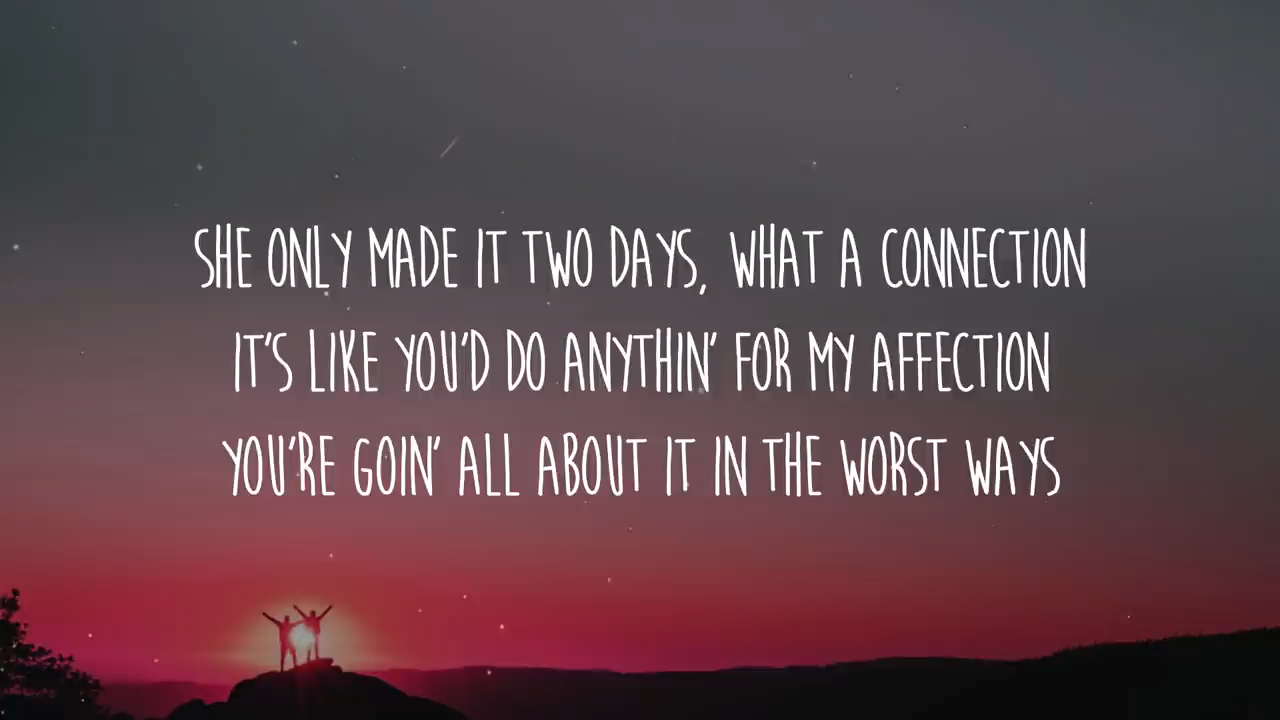 SHE ONLY MADE IT TWO DAYS, WHAT A CONNECTION
IT'S LIKE YOU'D DO ANYTHIN' FOR MY AFFECTION
YOU'RE GOIN' ALL ABOUT IT IN THE WORST WAYS